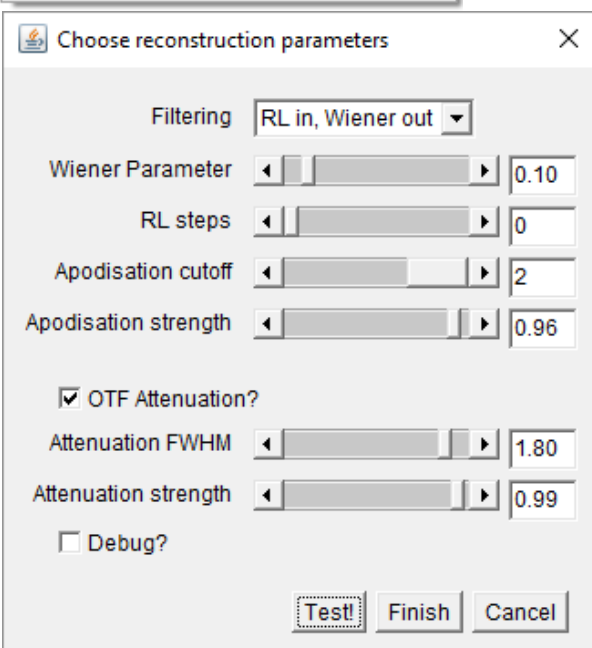 Choose reconstruction parameters
Filtering RL in, Wiener out
Wiener Parameter 0.10
RL steps 0
Apodisation cutoff 2
Apodisation strength 0.96
OTF Attenuation?
Attenuation FWHM 1.80
Attenuation strength 0.99
Debug?
Test! Finish Cancel